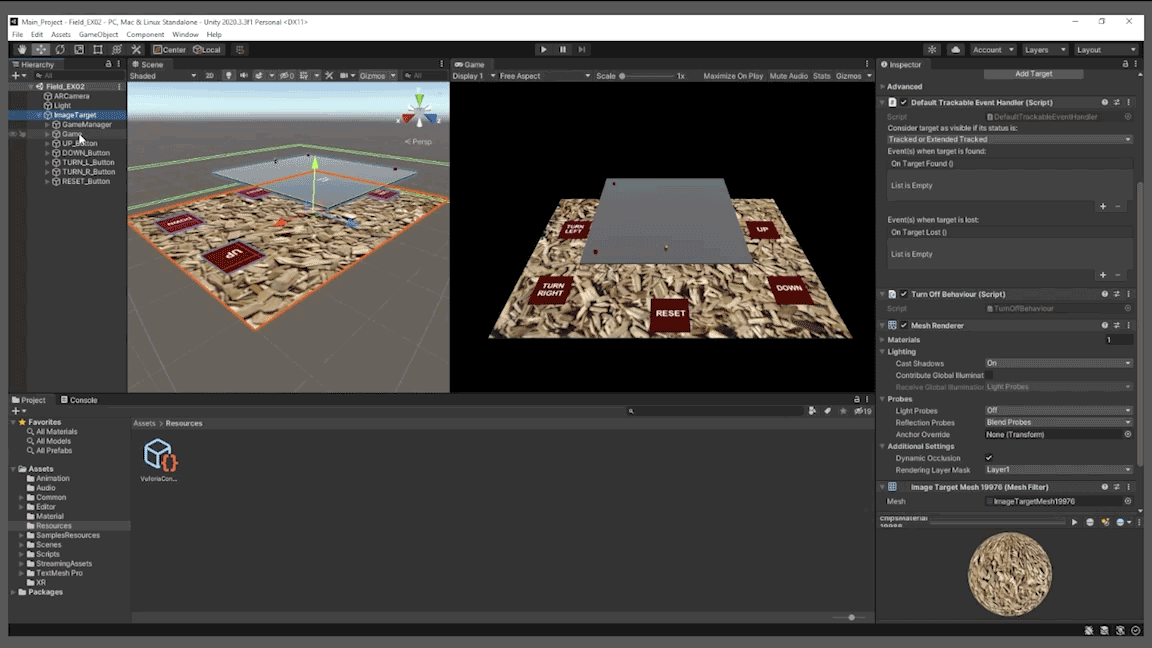 Main_Project - Field_EX02 - PC, Mac & Linux Standalone - Unity 2020.3.3f1 Personal <DX11>
File Edit Assets GameObject Component Window Help
Center Local Account Layers Layout
Hierarchy
All
Field_EX02
ARCamera
Light
ImageTarget
GameManager
Game
UP_Button
DOWN_Button
TURN_L_Button
TURN_R_Button
RESET_Button
Scene
Shaded 2D 0 Gizmos All
Persp
UP
Game
Display 1 Free Aspect Scale 1x Maximize On Play Mute Audio Stats Gizmos
TURN LEFT
UP
TURN RIGHT
DOWN
RESET
Inspector
Add Target
Advanced
Default Trackable Event Handler (Script)
Script DefaultTrackableEventHandler
Consider target as visible if its status is:
Tracked or Extended Tracked
Event(s) when target is found:
On Target Found ()
List is Empty
+ −
Event(s) when target is lost:
On Target Lost ()
List is Empty
+ −
Turn Off Behaviour (Script)
Script TurnOffBehaviour
Mesh Renderer
Materials 1
Lighting
Cast Shadows On
Contribute Global Illuminat
Receive Global Illumination Light Probes
Probes
Light Probes Off
Reflection Probes Blend Probes
Anchor Override None (Transform)
Additional Settings
Dynamic Occlusion
Rendering Layer Mask Layer1
Image Target Mesh 19976 (Mesh Filter)
Mesh ImageTargetMesh19976
Project Console
19
Favorites
All Materials
All Models
All Prefabs
Assets
Animation
Audio
Common
Editor
Material
Resources
SamplesResources
Scenes
Scripts
StreamingAssets
TextMesh Pro
XR
Packages
Assets > Resources
VuforiaCon...